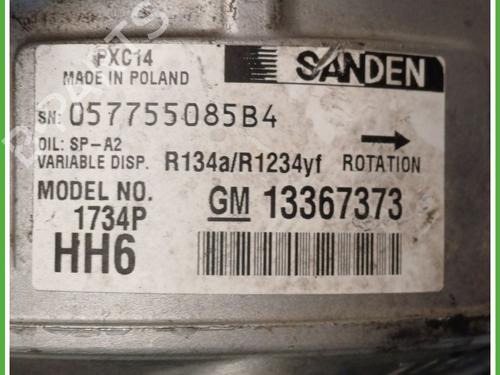 PXC14
MADE IN POLAND
SANDEN
SN: 057755085B4
OIL: SP-A2
VARIABLE DISP. R134a/R1234yf ROTATION
MODEL NO. GM 13367373
1734P
HH6